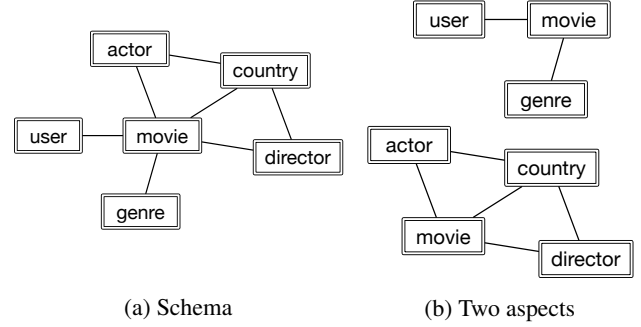 actor
country
user
movie
director
genre
(a) Schema
user
movie
genre
actor
country
movie
director
(b) Two aspects